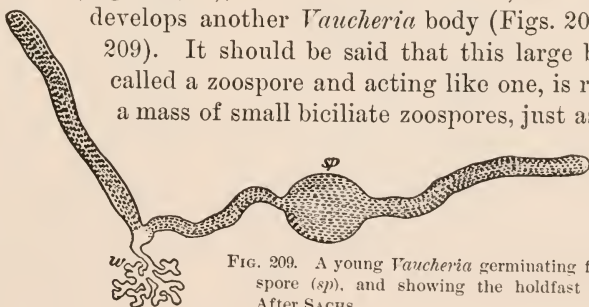 develops another Vaucheria body (Figs. 20
209). It should be said that this large b
called a zoospore and acting like one, is r
a mass of small biciliate zoospores, just a
sp
w
FIG. 209. A young Vaucheria germinating f
spore (sp), and showing the holdfast
After SACHS